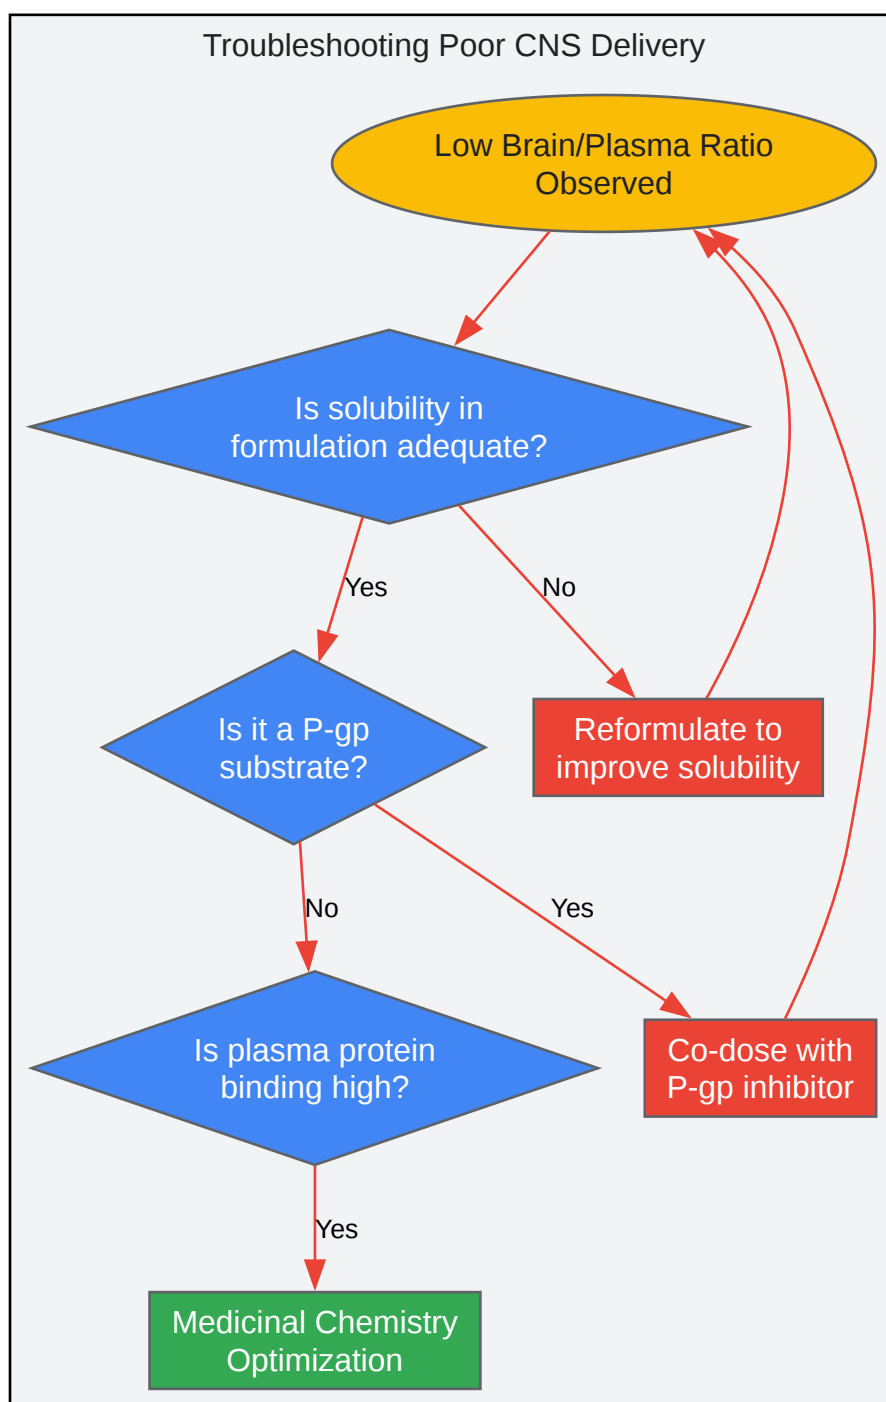 Troubleshooting Poor CNS Delivery
Low Brain/Plasma Ratio
Observed
Is solubility in
formulation adequate?
Yes
No
Is it a P-gp
substrate?
Reformulate to
improve solubility
No
Yes
Is plasma protein
binding high?
Co-dose with
P-gp inhibitor
Yes
Medicinal Chemistry
Optimization